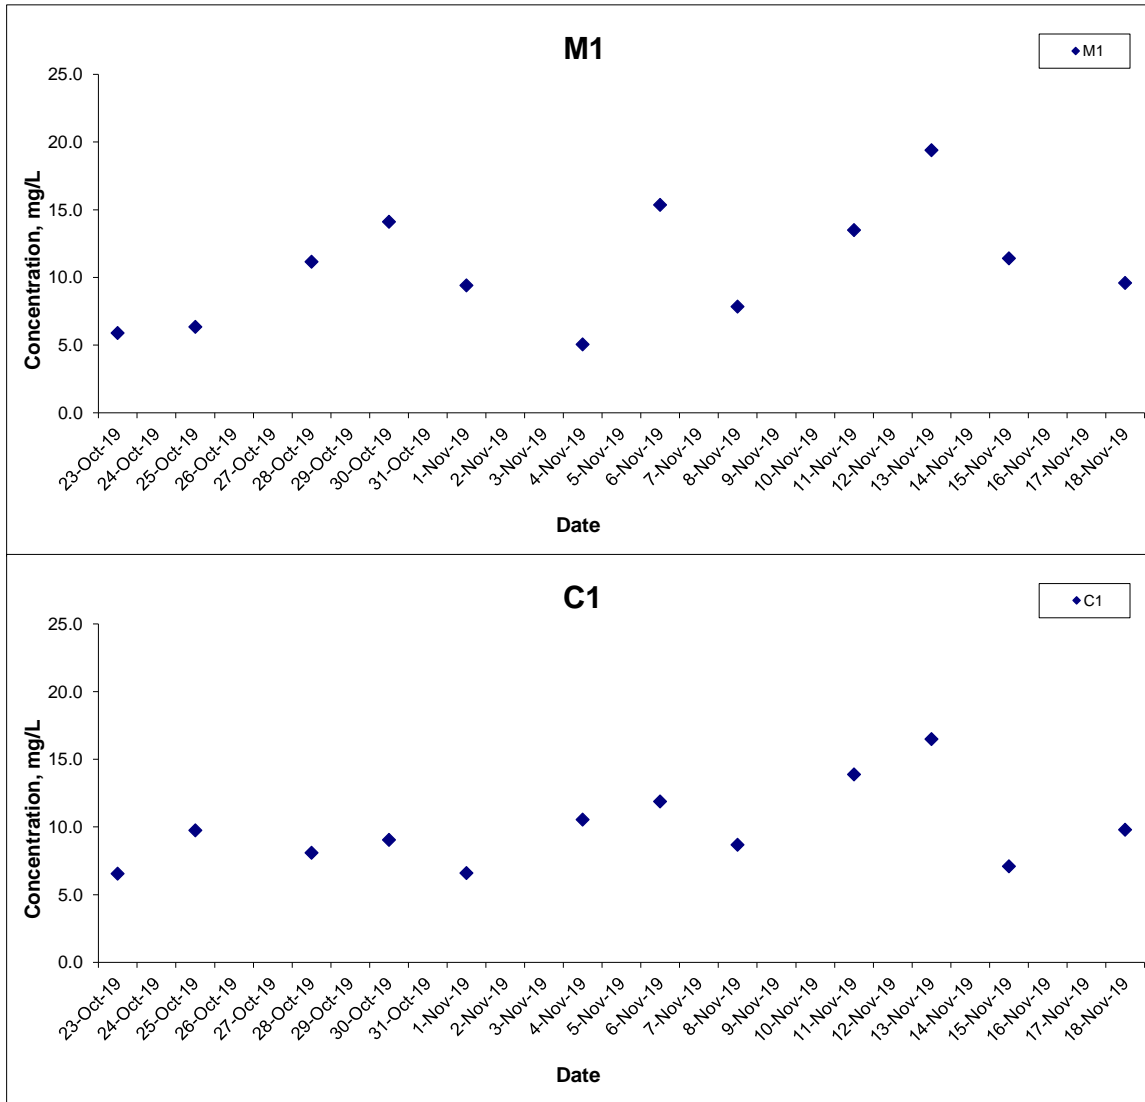 M1
M1
25.0
20.0
15.0
10.0
5.0
0.0
Concentration, mg/L
23-Oct-19
24-Oct-19
25-Oct-19
26-Oct-19
27-Oct-19
28-Oct-19
29-Oct-19
30-Oct-19
31-Oct-19
1-Nov-19
2-Nov-19
3-Nov-19
4-Nov-19
5-Nov-19
6-Nov-19
7-Nov-19
8-Nov-19
9-Nov-19
10-Nov-19
11-Nov-19
12-Nov-19
13-Nov-19
14-Nov-19
15-Nov-19
16-Nov-19
17-Nov-19
18-Nov-19
Date
C1
C1
25.0
20.0
15.0
10.0
5.0
0.0
Concentration, mg/L
23-Oct-19
24-Oct-19
25-Oct-19
26-Oct-19
27-Oct-19
28-Oct-19
29-Oct-19
30-Oct-19
31-Oct-19
1-Nov-19
2-Nov-19
3-Nov-19
4-Nov-19
5-Nov-19
6-Nov-19
7-Nov-19
8-Nov-19
9-Nov-19
10-Nov-19
11-Nov-19
12-Nov-19
13-Nov-19
14-Nov-19
15-Nov-19
16-Nov-19
17-Nov-19
18-Nov-19
Date